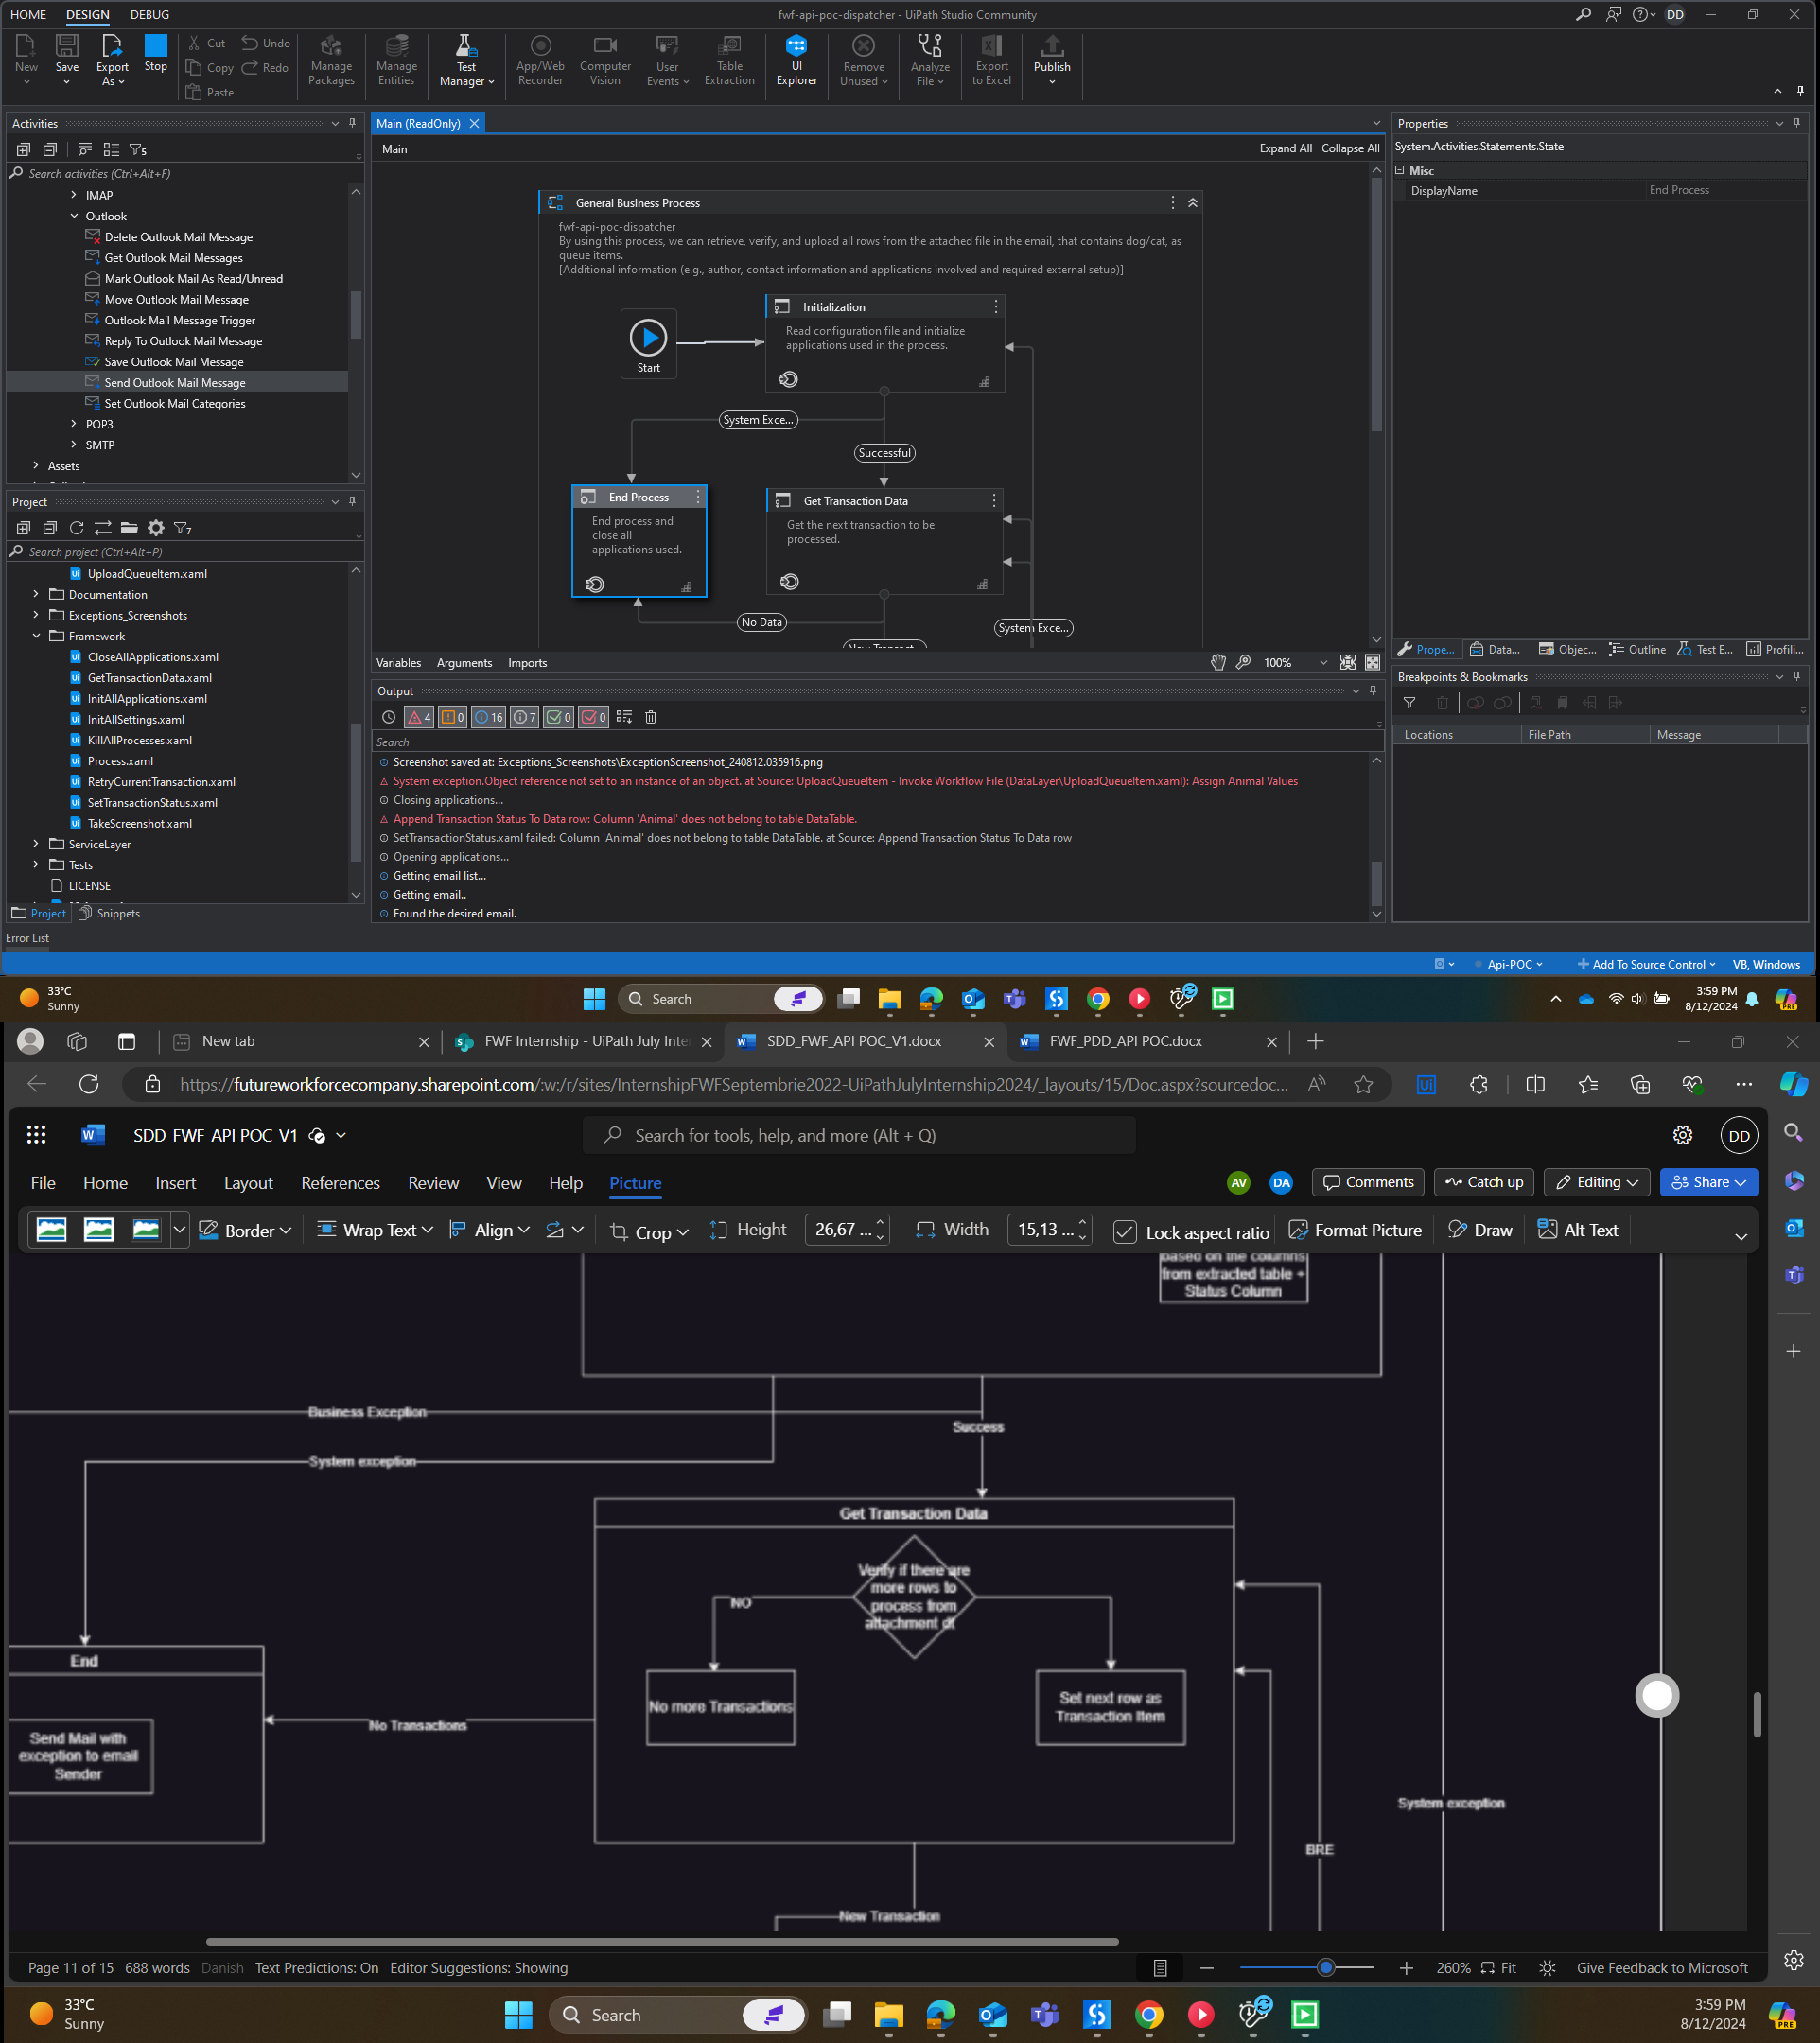 HOME DESIGN DEBUG
fwf-api-poc-dispatcher - UiPath Studio Community
DD
New
Save
Export As
Stop
Cut
Copy
Paste
Undo
Redo
Manage Packages
Manage Entities
Test Manager
App/Web Recorder
Computer Vision
User Events
Table Extraction
UI Explorer
Remove Unused
Analyze File
Export to Excel
Publish
Activities
Search activities (Ctrl+Alt+F)
IMAP
Outlook
Delete Outlook Mail Message
Get Outlook Mail Messages
Mark Outlook Mail As Read/Unread
Move Outlook Mail Message
Outlook Mail Message Trigger
Reply To Outlook Mail Message
Save Outlook Mail Message
Send Outlook Mail Message
Set Outlook Mail Categories
POP3
SMTP
Assets
Project
Search project (Ctrl+Alt+P)
UploadQueueItem.xaml
Documentation
Exceptions_Screenshots
Framework
CloseAllApplications.xaml
GetTransactionData.xaml
InitAllApplications.xaml
InitAllSettings.xaml
KillAllProcesses.xaml
Process.xaml
RetryCurrentTransaction.xaml
SetTransactionStatus.xaml
TakeScreenshot.xaml
ServiceLayer
Tests
LICENSE
Project Snippets
Error List
Main (ReadOnly)
Main
Expand All Collapse All
General Business Process
fwf-api-poc-dispatcher
By using this process, we can retrieve, verify, and upload all rows from the attached file in the email, that contains dog/cat, as
queue items.
[Additional information (e.g., author, contact information and applications involved and required external setup)]
Start
Initialization
Read configuration file and initialize
applications used in the process.
System Exce...
Successful
End Process
End process and
close all
applications used.
Get Transaction Data
Get the next transaction to be
processed.
No Data
System Exce...
New Transact...
Variables Arguments Imports
100%
Output
4 0 16 7 0 0
Search
Screenshot saved at: Exceptions_Screenshots\ExceptionScreenshot_240812.035916.png
System exception.Object reference not set to an instance of an object. at Source: UploadQueueItem - Invoke Workflow File (DataLayer\UploadQueueItem.xaml): Assign Animal Values
Closing applications...
Append Transaction Status To Data row: Column 'Animal' does not belong to table DataTable.
SetTransactionStatus.xaml failed: Column 'Animal' does not belong to table DataTable. at Source: Append Transaction Status To Data row
Opening applications...
Getting email list...
Getting email..
Found the desired email.
Properties
System.Activities.Statements.State
Misc
DisplayName End Process
Prope... Data... Objec... Outline Test E... Profili...
Breakpoints & Bookmarks
Locations File Path Message
Api-POC Add To Source Control VB, Windows
33°C
Sunny
Search
3:59 PM
8/12/2024
New tab
FWF Internship - UiPath July Inte
SDD_FWF_API POC_V1.docx
FWF_PDD_API POC.docx
https://futureworkforcecompany.sharepoint.com/:w:/r/sites/InternshipFWFSeptembrie2022-UiPathJulyInternship2024/_layouts/15/Doc.aspx?sourcedoc...
SDD_FWF_API POC_V1
Search for tools, help, and more (Alt + Q)
DD
File Home Insert Layout References Review View Help Picture
AV DA Comments Catch up Editing Share
Border Wrap Text Align Crop Height 26,67 ... Width 15,13 ... Lock aspect ratio Format Picture Draw Alt Text
based on the columns
from extracted table +
Status Column
Business Exception
Success
System exception
Get Transaction Data
Verify if there are
more rows to
process from
attachment dt
NO
No more Transactions
Set next row as
Transaction Item
End
Send Mail with
exception to email
Sender
No Transactions
System exception
BRE
New Transaction
Page 11 of 15 688 words Danish Text Predictions: On Editor Suggestions: Showing
260% Fit Give Feedback to Microsoft
33°C
Sunny
Search
3:59 PM
8/12/2024